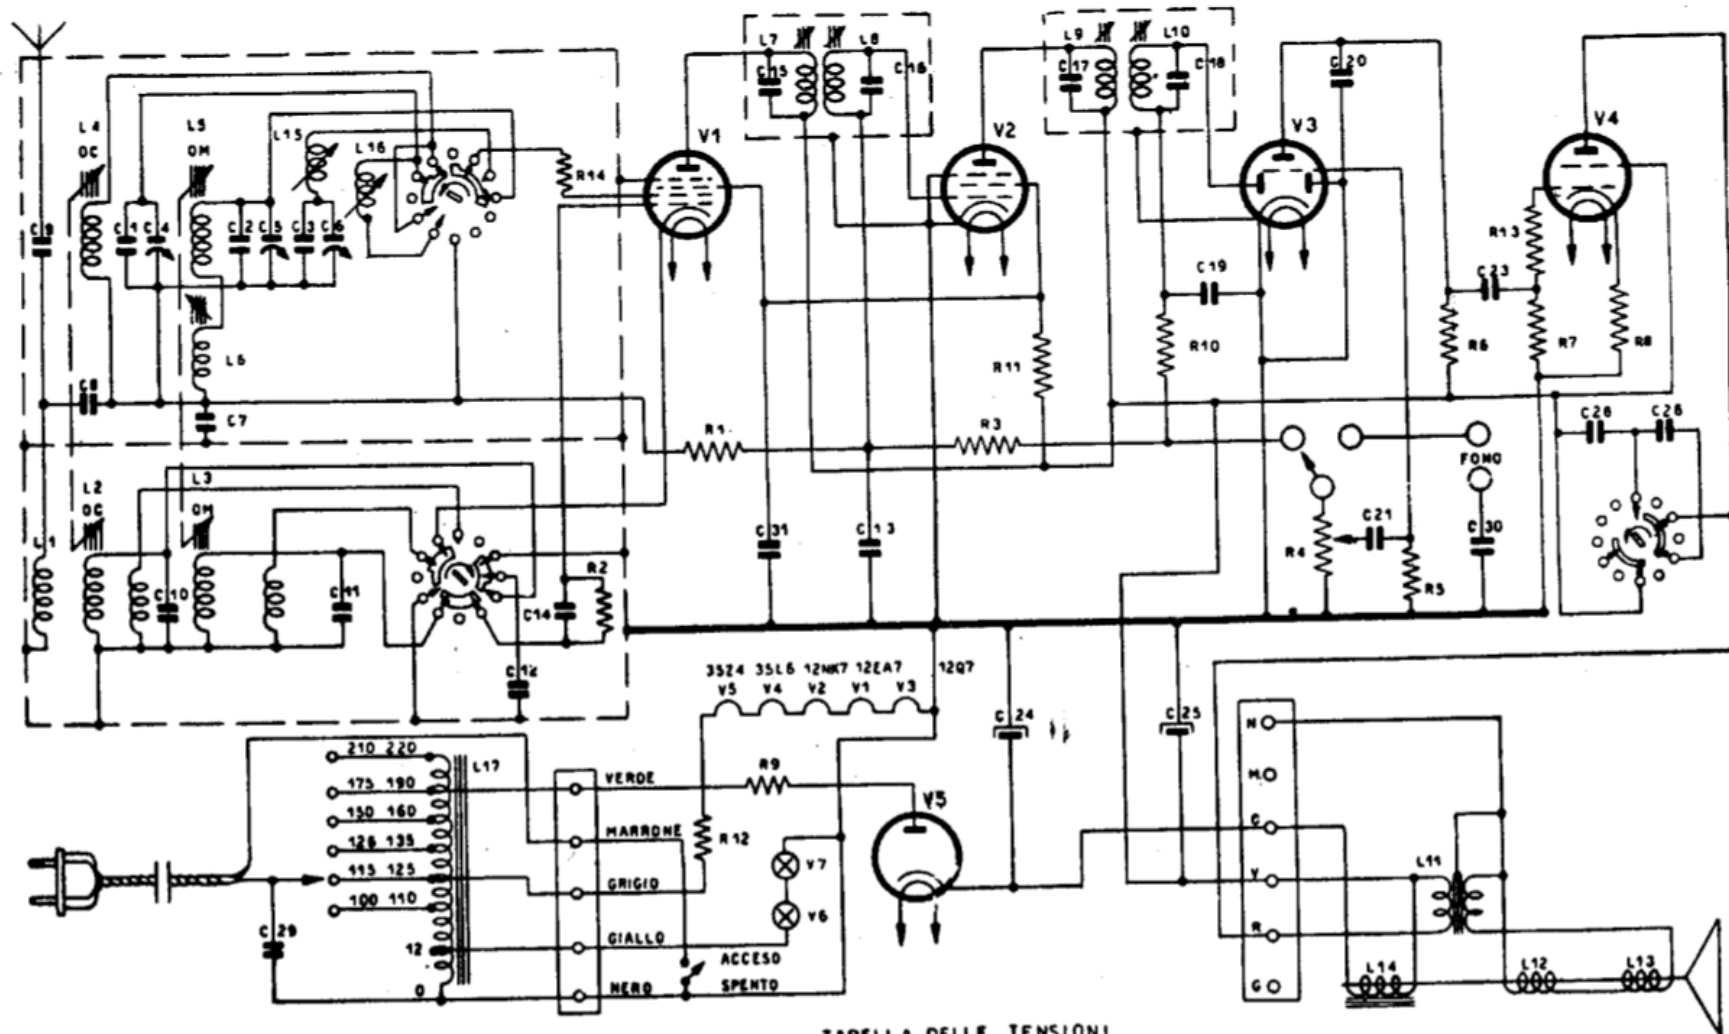 L7 L8 L9 L10
C15 C16 C17 C18 C20
L4 L5 L15 L16
OC OM
V1 V2 V3 V4
R14
C9 C1 C4 C2 C5 C3 C6
C19 C23 R13
L6
R11 R10 R6 R7 R8
C8 C7
R1 R3
C28 C26
FONO
L2 L3
OC OM
L1
C10 C11
R2 C14
C31 C13
R4 C21 R5 C30
C12
35Z4 35L6 12NK7 12EA7 12Q7
V5 V4 V2 V1 V3
C24 C25
210 220
L17
175 190
150 160
126 135
115 125
100 110
12
0
C29
VERDE
MARRONE
GRIGIO
GIALLO
NERO
R9
R12
V7
V6
ACCESO
SPENTO
V5
N
M
G
V
R
G
L11
L14 L12 L13
TABELLA DELLE TENSIONI